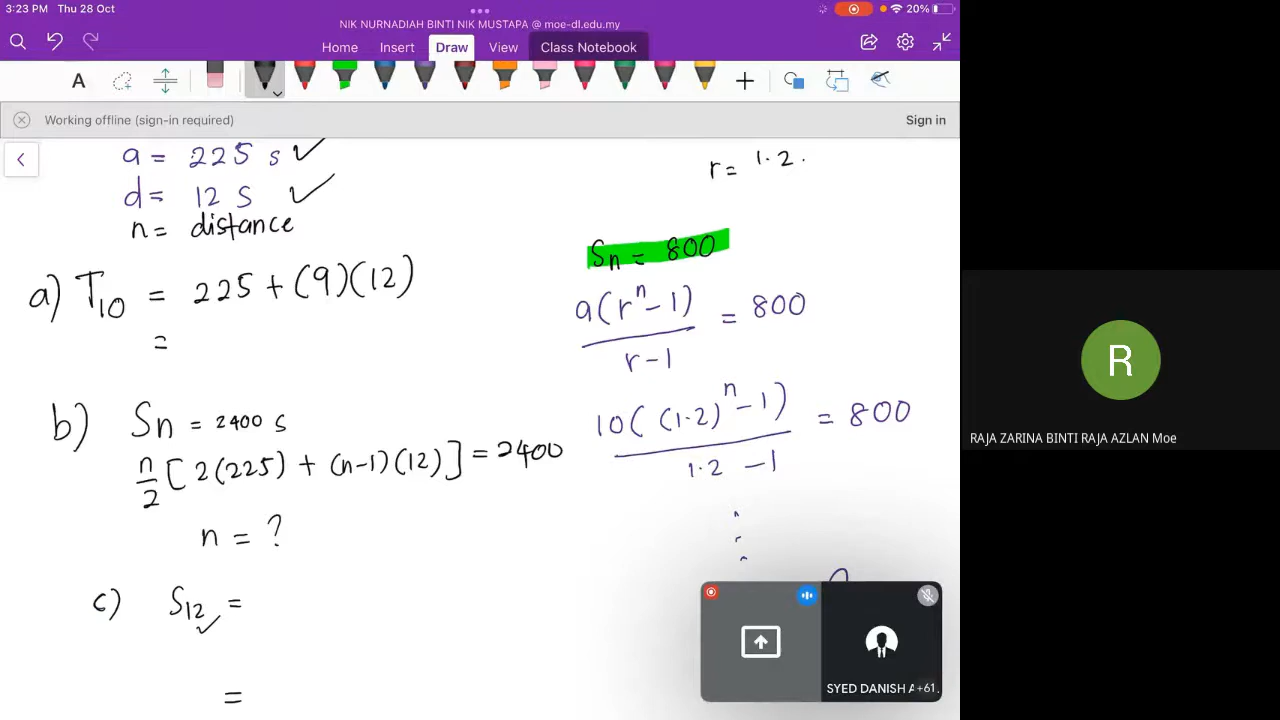 3:23 PM Thu 28 Oct
20%
NIK NURNADIAH BINTI NIK MUSTAPA @ moe-dl.edu.my
Home Insert Draw View Class Notebook
A
Working offline (sign-in required) Sign in
a = 225 s ✓
d = 12 s ✓
n = distance
a) T₁₀ = 225 + (9)(12)
=
b) Sn = 2400 s
n/2 [2(225) + (n-1)(12)] = 2400
n = ?
c) S₁₂ =
✓
=
r = 1.2.
Sn = 800
a(rⁿ - 1)/(r - 1) = 800
10((1.2)ⁿ - 1)/(1.2 - 1) = 800
SYED DANISH A +61
R
RAJA ZARINA BINTI RAJA AZLAN Moe